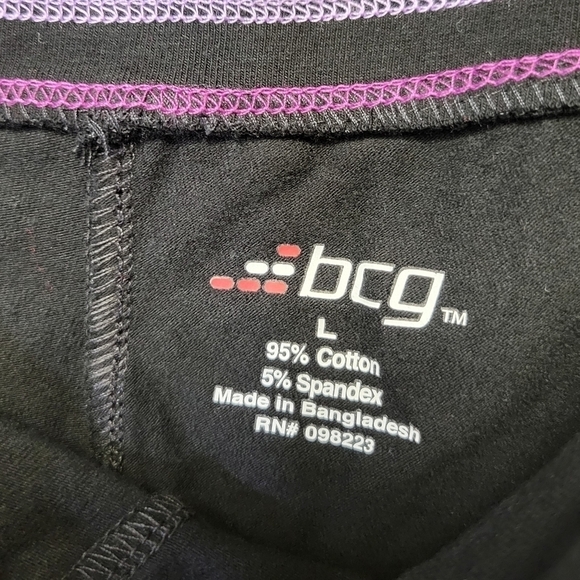 bcg™
L
95% Cotton
5% Spandex
Made in Bangladesh
RN# 098223